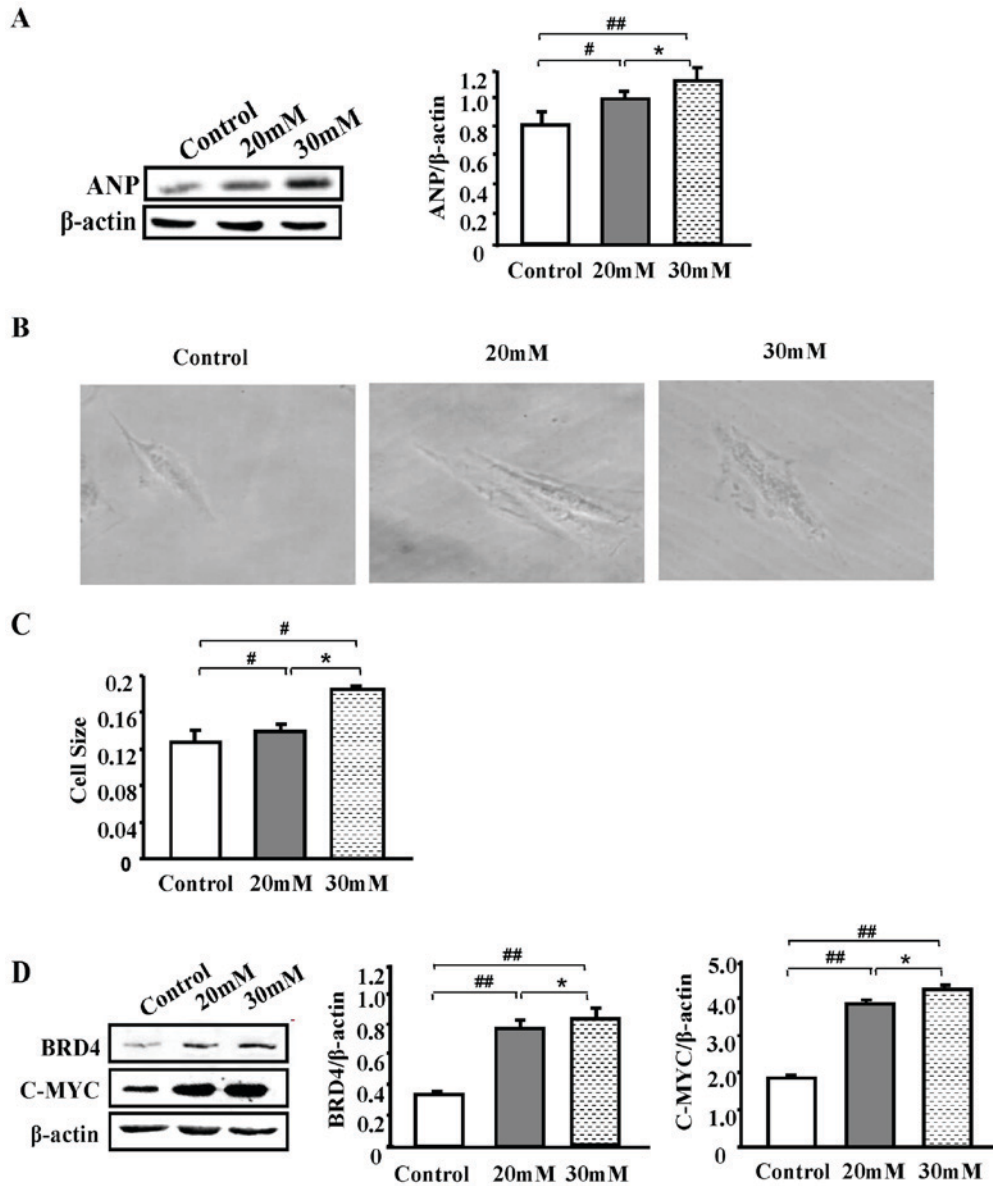 A
Control
20mM
30mM
ANP
β-actin
##
#
*
ANP/β-actin
1.2
1.0
0.8
0.6
0.4
0.2
0
Control 20mM 30mM
B
Control
20mM
30mM
C
#
#
*
Cell Size
0.2
0.16
0.12
0.08
0.04
0
Control 20mM 30mM
D
Control
20mM
30mM
BRD4
C-MYC
β-actin
##
##
*
BRD4/β-actin
1.2
1.0
0.8
0.6
0.4
0.2
0
Control 20mM 30mM
##
##
*
C-MYC/β-actin
5.0
4.0
2.0
1.0
0
Control 20mM 30mM